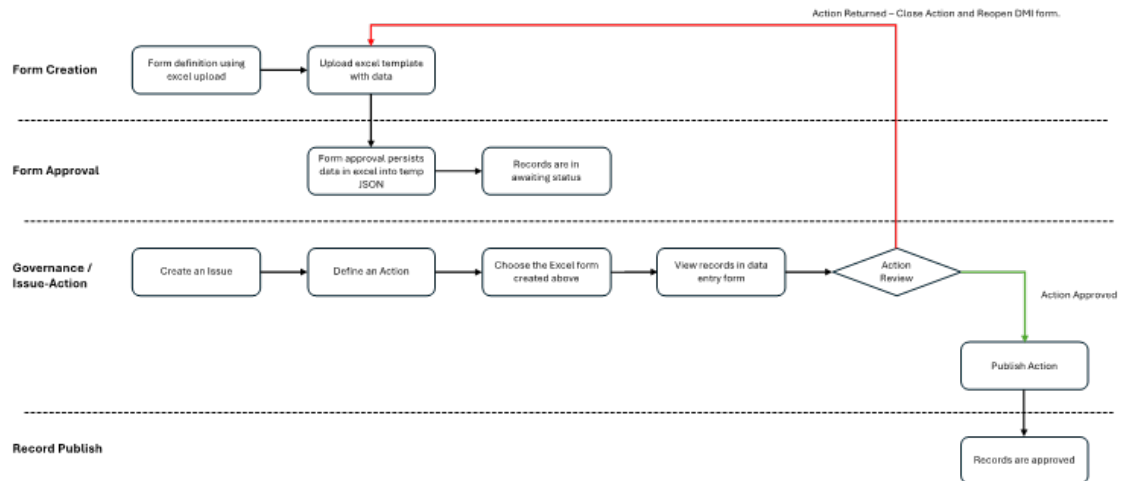 Action Returned – Close Action and Reopen DMI form.
Form Creation
Form definition using
excel upload
Upload excel template
with data
Form Approval
Form approval persists
data in excel into temp
JSON
Records are in
awaiting status
Governance /
Issue-Action
Create an Issue
Define an Action
Choose the Excel form
created above
View records in data
entry form
Action
Review
Action Approved
Publish Action
Record Publish
Records are approved